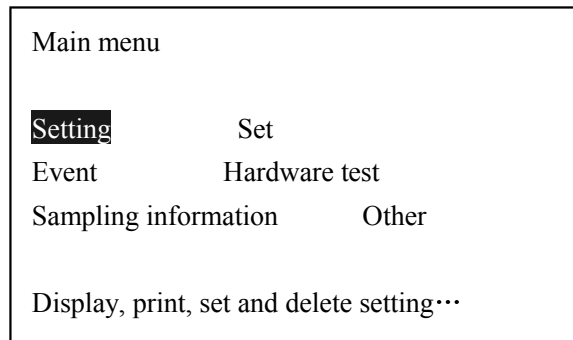 Main menu
Setting Set
Event Hardware test
Sampling information Other
Display, print, set and delete setting⋯